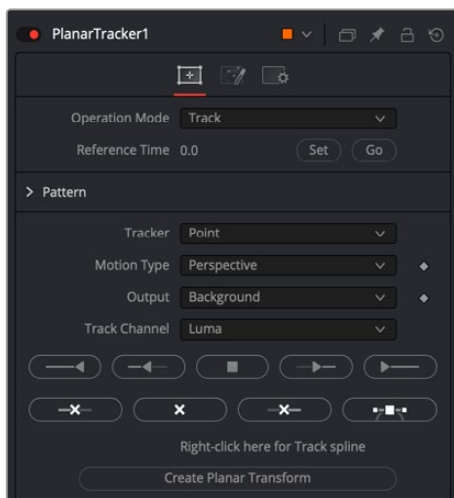 PlanarTracker1
Operation Mode Track
Reference Time 0.0 Set Go
Pattern
Tracker Point
Motion Type Perspective
Output Background
Track Channel Luma
Right-click here for Track spline
Create Planar Transform